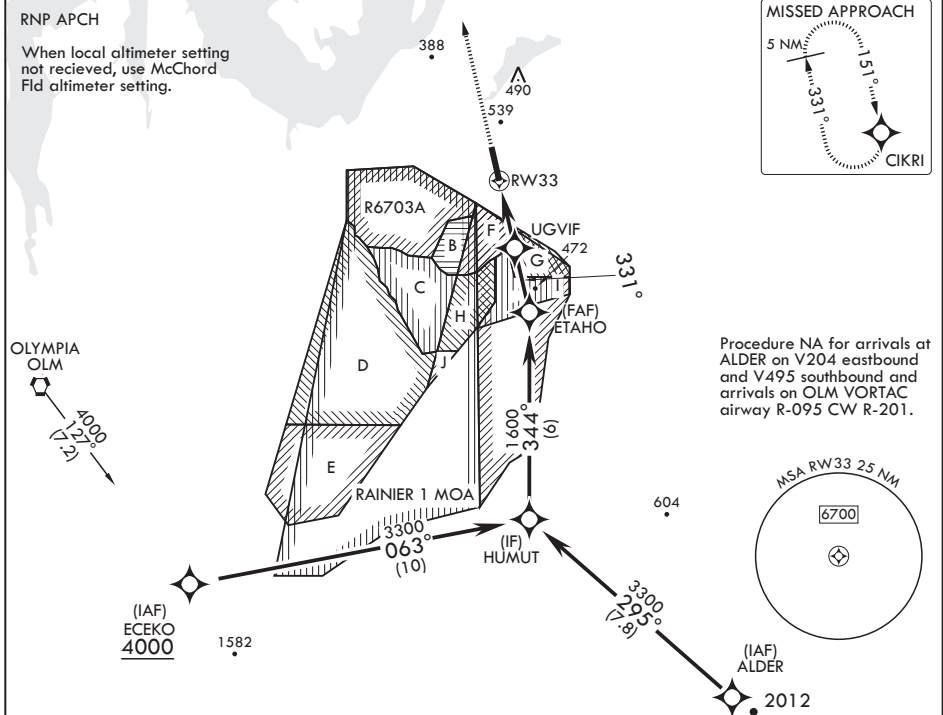 RNP APCH
When local altimeter setting
not recieved, use McChord
Fld altimeter setting.
388
490
539
MISSED APPROACH
5 NM
151°
331°
CIKRI
RW33
R6703A
B
F
UGVIF
472
G
I
331°
C
H
(FAF)
ETAHO
OLYMPIA
OLM
4000
127°
(7.2)
D
J
1600
344°
(6)
Procedure NA for arrivals at
ALDER on V204 eastbound
and V495 southbound and
arrivals on OLM VORTAC
airway R-095 CW R-201.
E
RAINIER 1 MOA
3300
063°
(10)
(IF)
HUMUT
604
MSA RW33 25 NM
6700
(IAF)
ECEKO
4000
1582
3300
295°
(7.8)
(IAF)
ALDER
2012